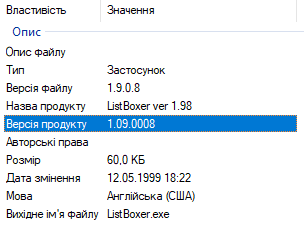 Властивість Значення
Опис
Опис файлу
Тип Застосунок
Версія файлу 1.9.0.8
Назва продукту ListBoxer ver 1.98
Версія продукту 1.09.0008
Авторські права
Розмір 60,0 КБ
Дата змінення 12.05.1999 18:22
Мова Англійська (США)
Вихідне ім'я файлу ListBoxer.exe